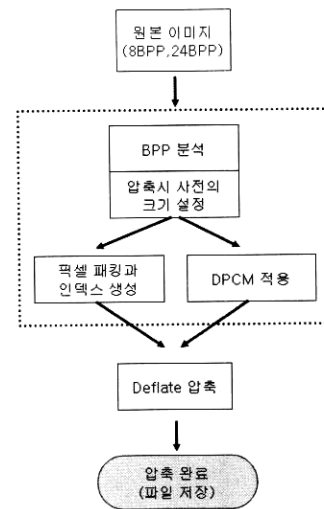 원본 이미지
(8BPP,24BPP)
BPP 분석
압축시 사전의
크기 설정
픽셀 패킹과
인덱스 생성
DPCM 적용
Deflate 압축
압축 완료
(파일 저장)